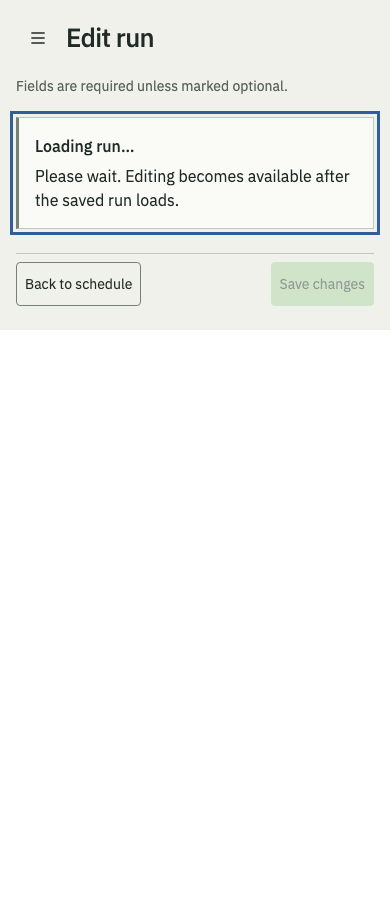 Edit run
Fields are required unless marked optional.
Loading run...
Please wait. Editing becomes available after
the saved run loads.
Back to schedule
Save changes